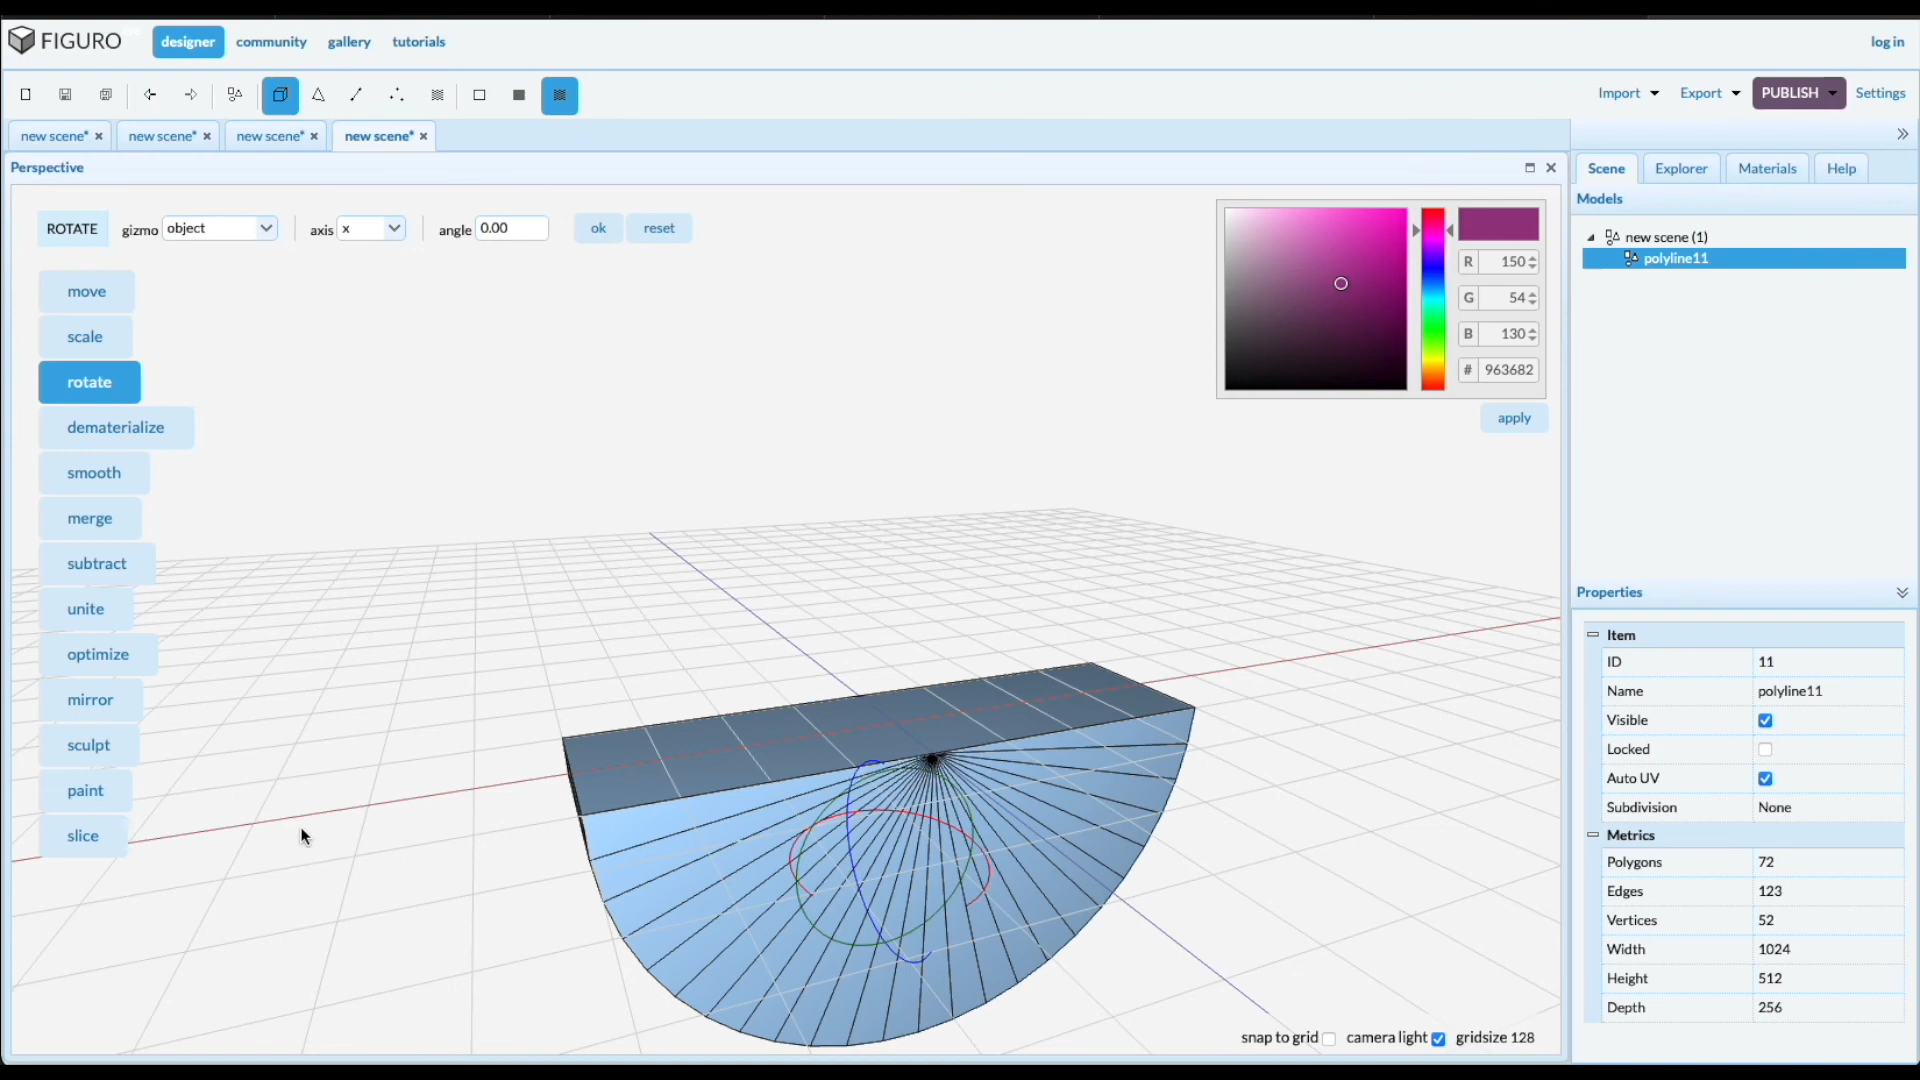 FIGURO designer community gallery tutorials log in
Import Export PUBLISH Settings
new scene* × new scene* × new scene* × new scene* ×
Perspective
ROTATE gizmo object axis x angle 0.00 ok reset
move
scale
rotate
dematerialize
smooth
merge
subtract
unite
optimize
mirror
sculpt
paint
slice
R 150
G 54
B 130
# 963682
apply
snap to grid camera light gridsize 128
Scene Explorer Materials Help
Models
new scene (1)
polyline11
Properties
Item
ID 11
Name polyline11
Visible
Locked
Auto UV
Subdivision None
Metrics
Polygons 72
Edges 123
Vertices 52
Width 1024
Height 512
Depth 256